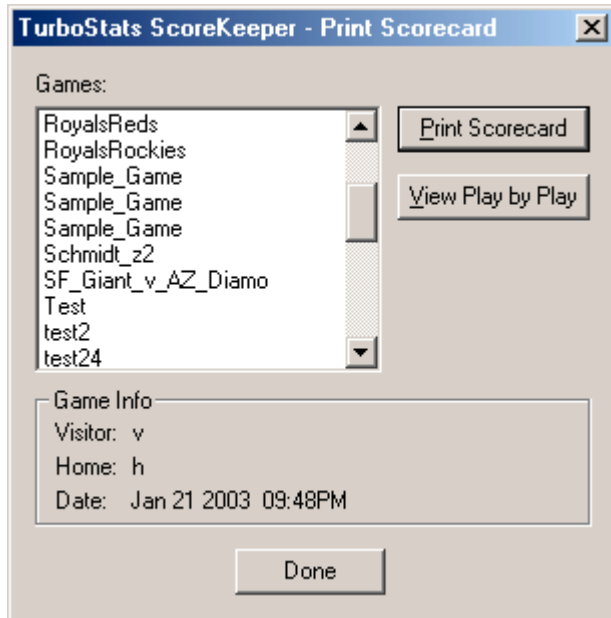 TurboStats ScoreKeeper - Print Scorecard
Games:
RoyalsReds
RoyalsRockies
Sample_Game
Sample_Game
Sample_Game
Schmidt_z2
SF_Giant_v_AZ_Diamo
Test
test2
test24
Print Scorecard
View Play by Play
Game Info
Visitor: v
Home: h
Date: Jan 21 2003 09:48PM
Done